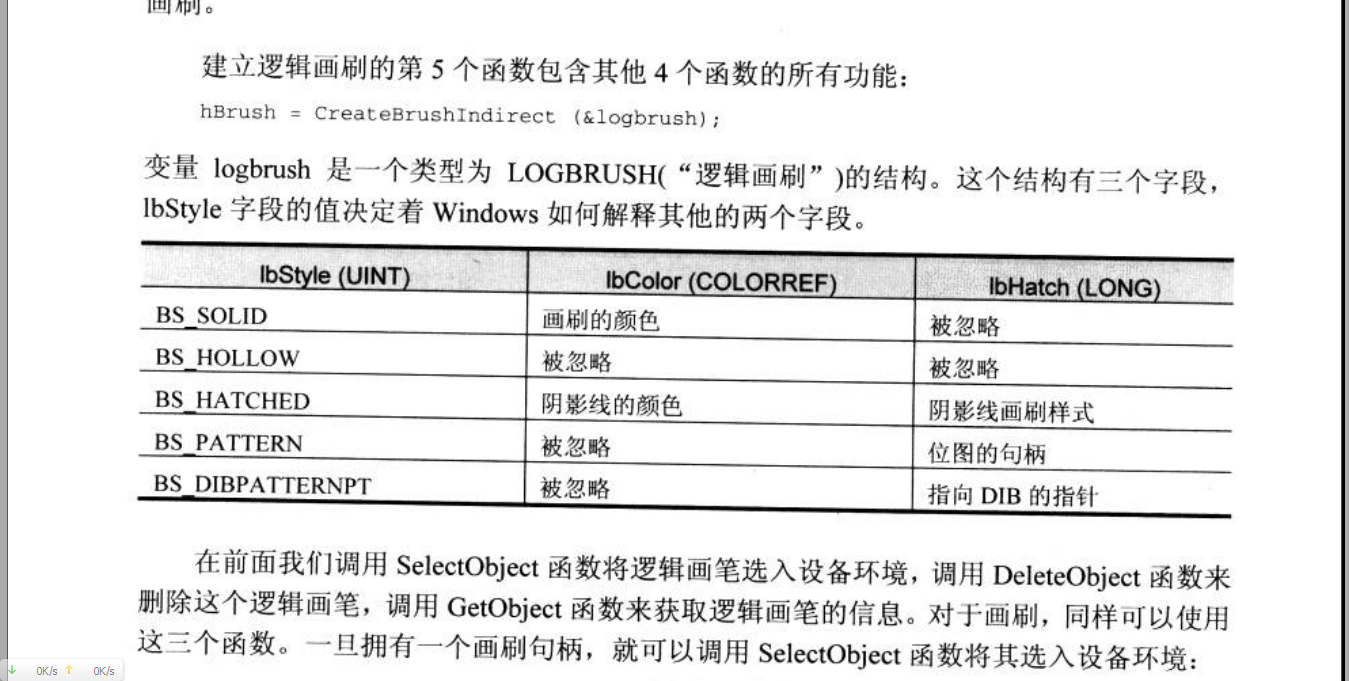 画刷。
建立逻辑画刷的第 5 个函数包含其他 4 个函数的所有功能：
hBrush = CreateBrushIndirect (&logbrush);
变量 logbrush 是一个类型为 LOGBRUSH(“逻辑画刷”)的结构。这个结构有三个字段，
lbStyle 字段的值决定着 Windows 如何解释其他的两个字段。
lbStyle (UINT) lbColor (COLORREF) lbHatch (LONG)
BS_SOLID 画刷的颜色 被忽略
BS_HOLLOW 被忽略 被忽略
BS_HATCHED 阴影线的颜色 阴影线画刷样式
BS_PATTERN 被忽略 位图的句柄
BS_DIBPATTERNPT 被忽略 指向 DIB 的指针
在前面我们调用 SelectObject 函数将逻辑画笔选入设备环境，调用 DeleteObject 函数来
删除这个逻辑画笔，调用 GetObject 函数来获取逻辑画笔的信息。对于画刷，同样可以使用
这三个函数。一旦拥有一个画刷句柄，就可以调用 SelectObject 函数将其选入设备环境：
↓ 0K/s ↑ 0K/s